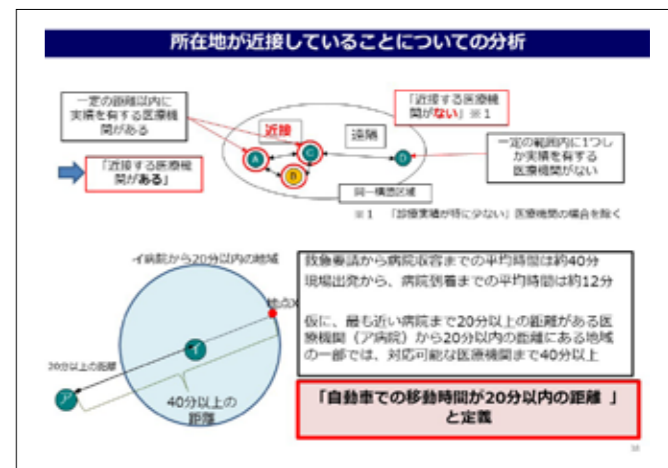 所在地が近接していることについての分析
一定の距離以内に
実績を有する医療機
関がある
「近接する医療機
関がある」
近接
遠隔
A
C
B
D
同一構想区域
「近接する医療機
関がない」※1
一定の範囲内に1つし
か実績を有する
医療機関がない
※1 「診療実績が特に少ない」医療機関の場合を除く
イ病院から20分以内の地域
地点X
イ
ア
20分以上の距離
40分以上の
距離
救急要請から病院収容までの平均時間は約40分
現場出発から、病院到着までの平均時間は約12分
仮に、最も近い病院まで20分以上の距離がある医
療機関（ア病院）から20分以内の距離にある地域
の一部では、対応可能な医療機関まで40分以上
「自動車での移動時間が20分以内の距離 」
と定義